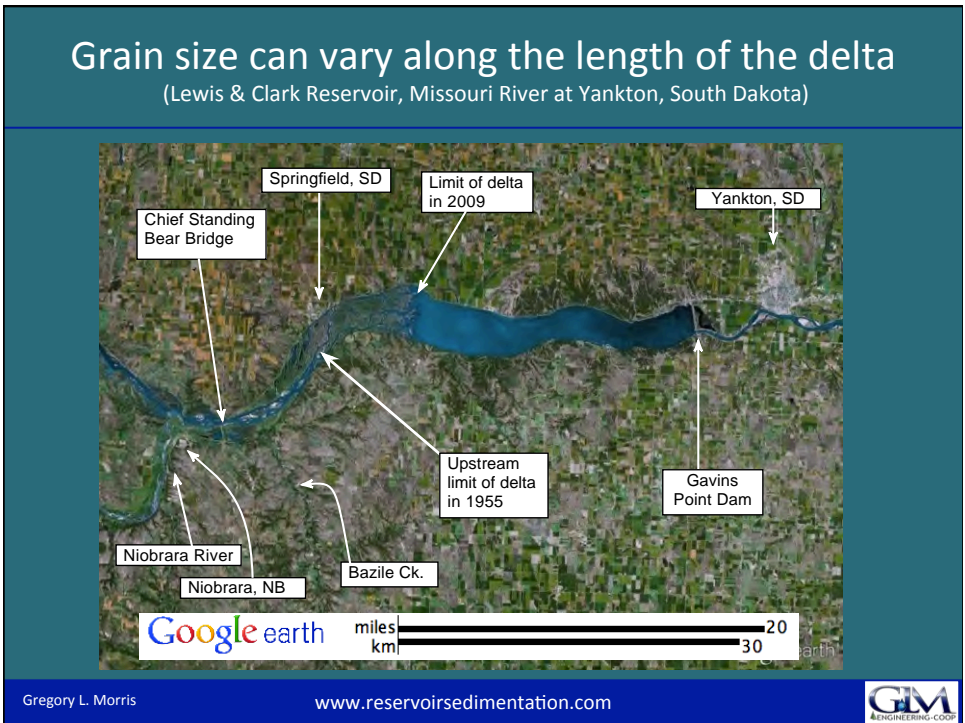 Grain size can vary along the length of the delta
(Lewis & Clark Reservoir, Missouri River at Yankton, South Dakota)
Springfield, SD
Limit of delta
in 2009
Yankton, SD
Chief Standing
Bear Bridge
Upstream
limit of delta
in 1955
Gavins
Point Dam
Niobrara River
Niobrara, NB
Bazile Ck.
Google earth
miles 20
km 30
earth
Gregory L. Morris
www.reservoirsedimentation.com
GLM
ENGINEERING-COOP